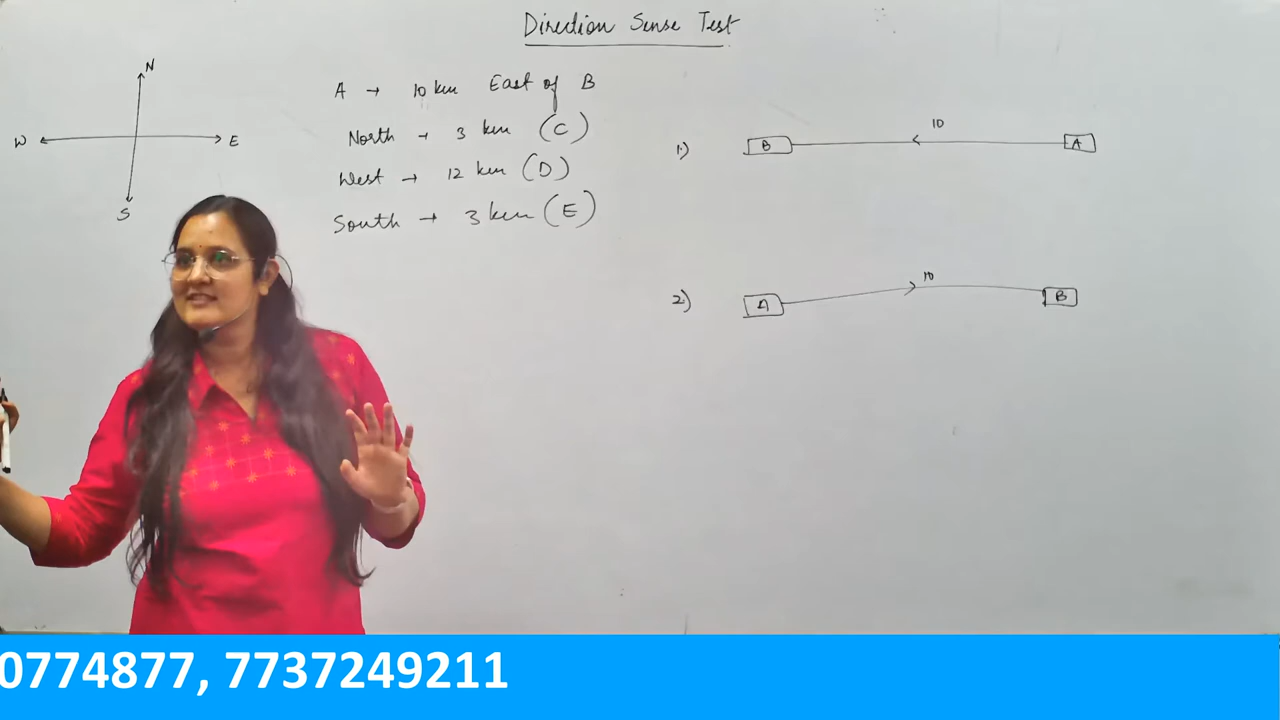 Direction Sense Test
N
W
E
S
A → 10 km East of B
North → 3 km (C)
West → 12 km (D)
South → 3 km (E)
1)
B
10
A
2)
A
10
B
0774877, 7737249211